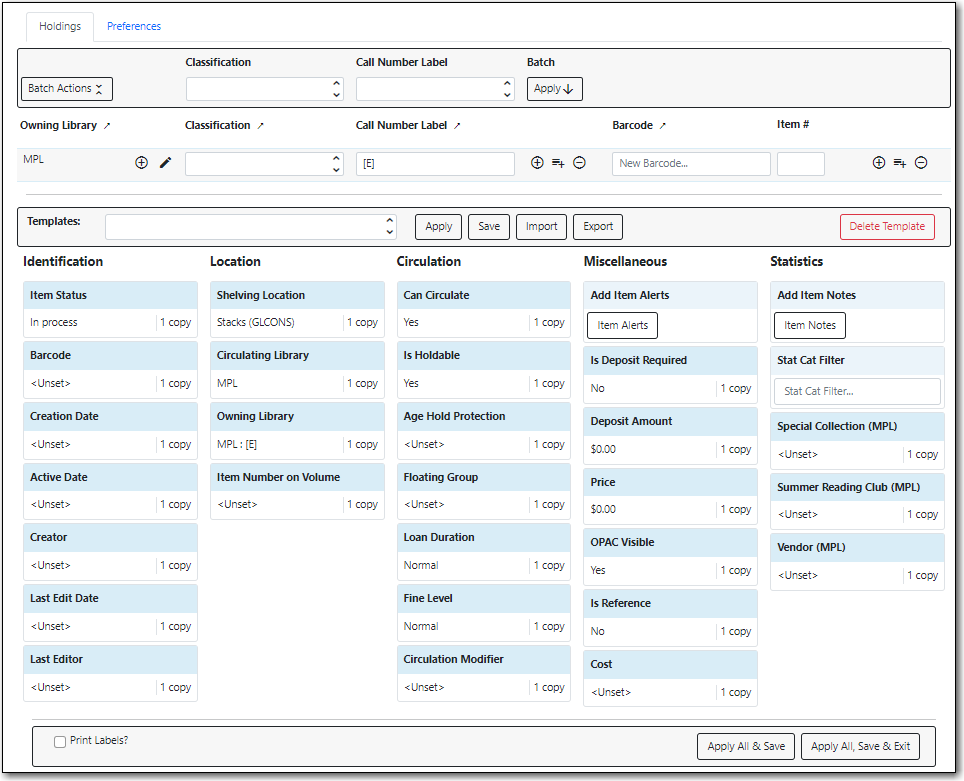 Holdings Preferences
Classification Call Number Label Batch
Batch Actions Apply
Owning Library Classification Call Number Label Barcode Item #
MPL [E] New Barcode...
Templates: Apply Save Import Export Delete Template
Identification Location Circulation Miscellaneous Statistics
Item Status Shelving Location Can Circulate Add Item Alerts Add Item Notes
In process 1 copy Stacks (GLCONS) 1 copy Yes 1 copy Item Alerts Item Notes
Barcode Circulating Library Is Holdable Is Deposit Required Stat Cat Filter
<Unset> 1 copy MPL 1 copy Yes 1 copy No 1 copy Stat Cat Filter...
Creation Date Owning Library Age Hold Protection Deposit Amount Special Collection (MPL)
<Unset> 1 copy MPL : [E] 1 copy <Unset> 1 copy $0.00 1 copy <Unset> 1 copy
Active Date Item Number on Volume Floating Group Price Summer Reading Club (MPL)
<Unset> 1 copy <Unset> 1 copy <Unset> 1 copy $0.00 1 copy <Unset> 1 copy
Creator Loan Duration OPAC Visible Vendor (MPL)
<Unset> 1 copy Normal 1 copy Yes 1 copy <Unset> 1 copy
Last Edit Date Fine Level Is Reference
<Unset> 1 copy Normal 1 copy No 1 copy
Last Editor Circulation Modifier Cost
<Unset> 1 copy <Unset> 1 copy <Unset> 1 copy
Print Labels? Apply All & Save Apply All, Save & Exit